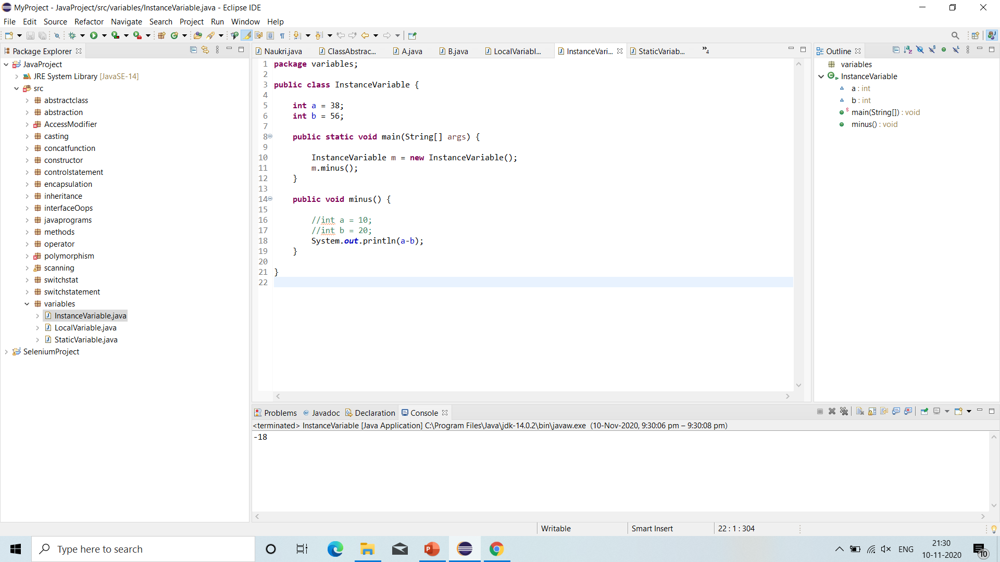 MyProject - JavaProject/src/variables/InstanceVariable.java - Eclipse IDE
File Edit Source Refactor Navigate Search Project Run Window Help
Package Explorer
JavaProject
JRE System Library [JavaSE-14]
src
abstractclass
abstraction
AccessModifier
casting
concatfunction
constructor
controlstatement
encapsulation
inheritance
interfaceOops
javaprograms
methods
operator
polymorphism
scanning
switchstat
switchstatement
variables
InstanceVariable.java
LocalVariable.java
StaticVariable.java
SeleniumProject
Naukri.java ClassAbstrac... A.java B.java LocalVariabl... InstanceVari... StaticVariab... »4
1 package variables;
2
3 public class InstanceVariable {
4
5 int a = 38;
6 int b = 56;
7
8 public static void main(String[] args) {
9
10 InstanceVariable m = new InstanceVariable();
11 m.minus();
12 }
13
14 public void minus() {
15
16 //int a = 10;
17 //int b = 20;
18 System.out.println(a-b);
19 }
20
21 }
22
Outline
variables
InstanceVariable
a : int
b : int
main(String[]) : void
minus() : void
Problems @ Javadoc Declaration Console
<terminated> InstanceVariable [Java Application] C:\Program Files\Java\jdk-14.0.2\bin\javaw.exe (10-Nov-2020, 9:30:06 pm – 9:30:08 pm)
-18
Writable Smart Insert 22 : 1 : 304
Type here to search
ENG
21:30
10-11-2020
10